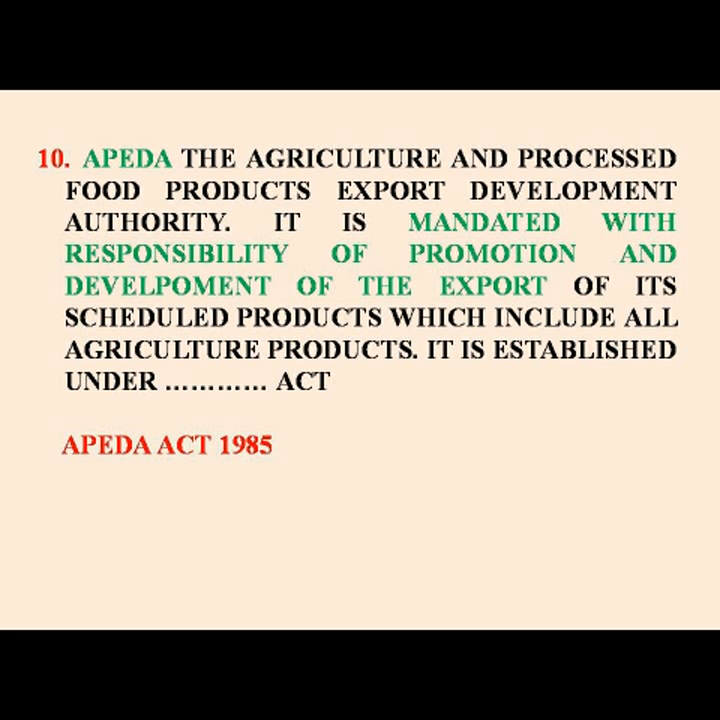 10. APEDA THE AGRICULTURE AND PROCESSED
FOOD PRODUCTS EXPORT DEVELOPMENT
AUTHORITY. IT IS MANDATED WITH
RESPONSIBILITY OF PROMOTION AND
DEVELPOMENT OF THE EXPORT OF ITS
SCHEDULED PRODUCTS WHICH INCLUDE ALL
AGRICULTURE PRODUCTS. IT IS ESTABLISHED
UNDER ………… ACT
APEDA ACT 1985